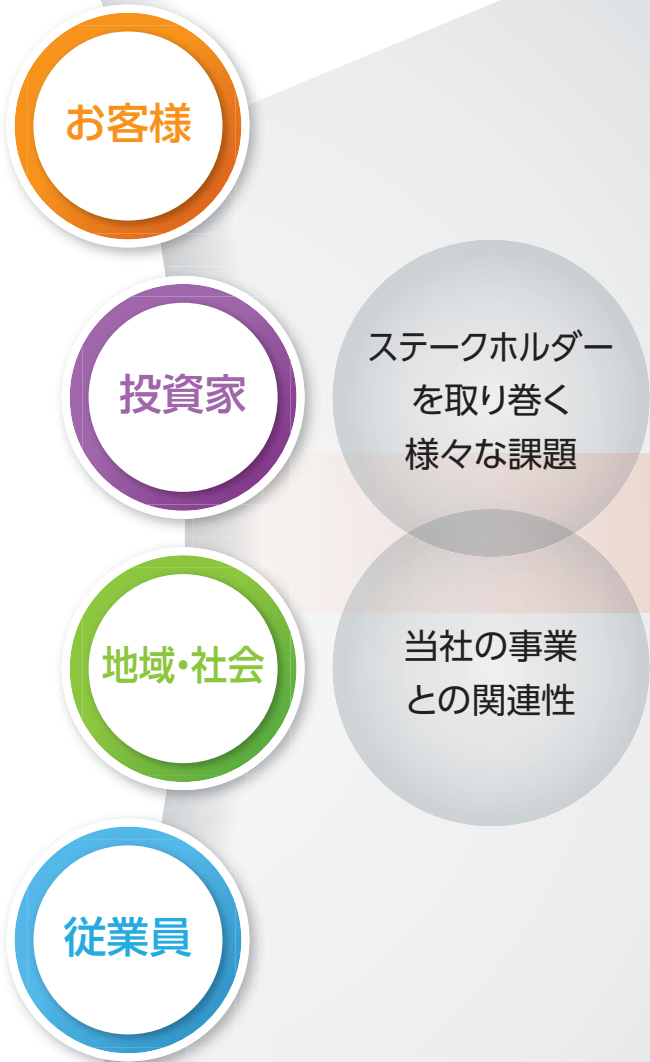 お客様
投資家
地域・社会
従業員
ステークホルダー
を取り巻く
様々な課題
当社の事業
との関連性